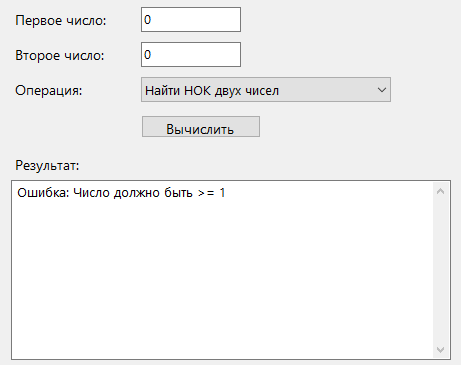 Первое число: 0
Второе число: 0
Операция: Найти НОК двух чисел
Вычислить
Результат:
Ошибка: Число должно быть >= 1